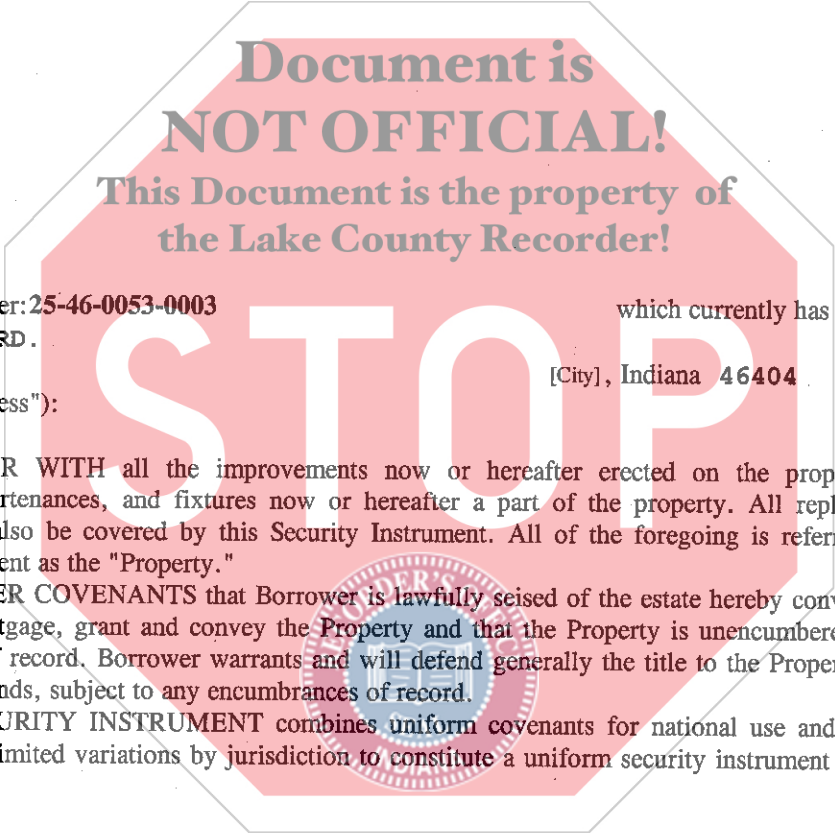 Document is
NOT OFFICIAL!
This Document is the property of
the Lake County Recorder!
er:25-46-0053-0003 which currently has
RD.
[City], Indiana 46404
ess"):
STOP
R WITH all the improvements now or hereafter erected on the prop
rtenances, and fixtures now or hereafter a part of the property. All repl
lso be covered by this Security Instrument. All of the foregoing is referr
ent as the "Property."
ER COVENANTS that Borrower is lawfully seised of the estate hereby conv
tgage, grant and convey the Property and that the Property is unencumbere
record. Borrower warrants and will defend generally the title to the Proper
nds, subject to any encumbrances of record.
URITY INSTRUMENT combines uniform covenants for national use and
imited variations by jurisdiction to constitute a uniform security instrument
INDIANA